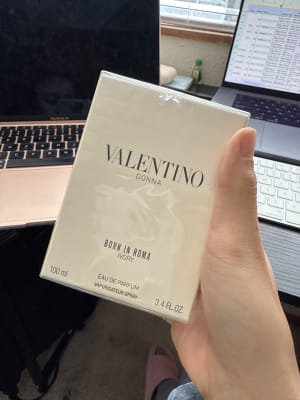 VALENTINO
DONNA
BORN IN ROMA
IVORY
EAU DE PARFUM
VAPORISATEUR SPRAY
100 ml
3.4 FL.OZ.